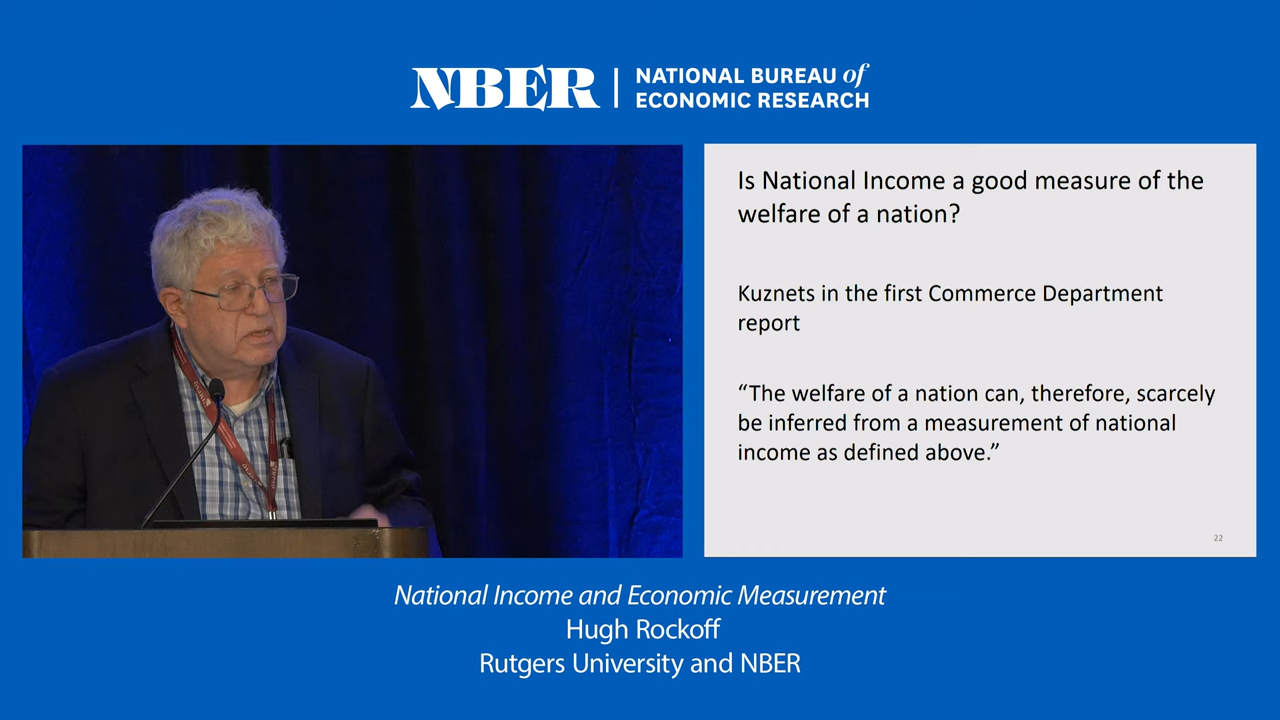 NBER
NATIONAL BUREAU of
ECONOMIC RESEARCH
Is National Income a good measure of the
welfare of a nation?
Kuznets in the first Commerce Department
report
“The welfare of a nation can, therefore, scarcely
be inferred from a measurement of national
income as defined above.”
22
National Income and Economic Measurement
Hugh Rockoff
Rutgers University and NBER